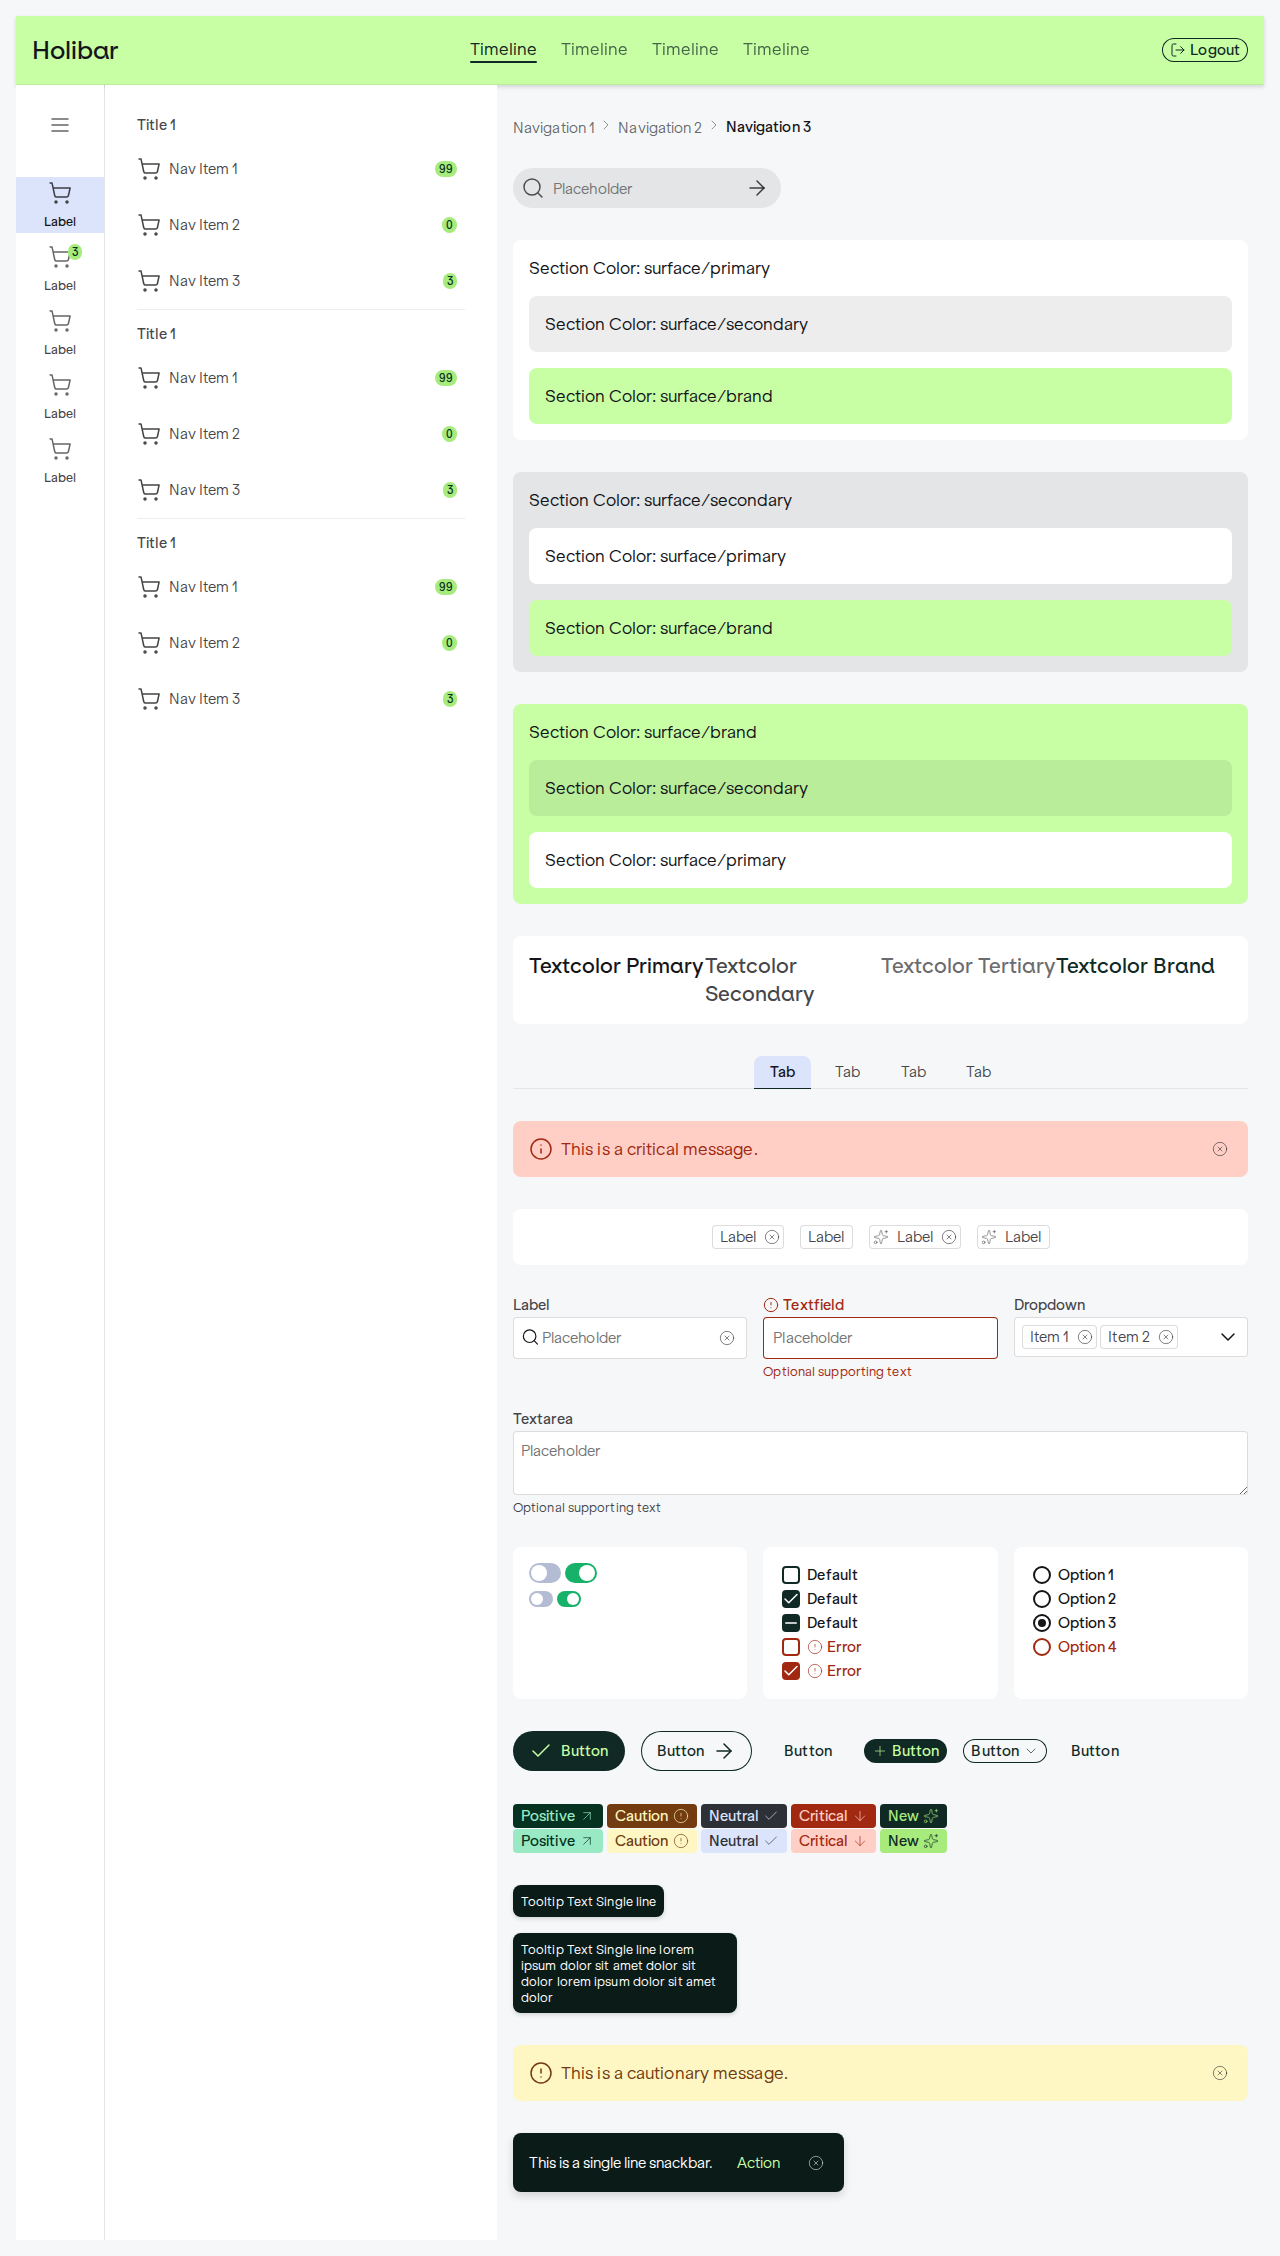 Holibar
Timeline Timeline Timeline Timeline
Logout
Label
3
Label
Label
Label
Label
Title 1
Nav Item 1 99
Nav Item 2 0
Nav Item 3 3
Title 1
Nav Item 1 99
Nav Item 2 0
Nav Item 3 3
Title 1
Nav Item 1 99
Nav Item 2 0
Nav Item 3 3
Navigation 1 Navigation 2 Navigation 3
Placeholder
Section Color: surface/primary
Section Color: surface/secondary
Section Color: surface/brand
Section Color: surface/secondary
Section Color: surface/primary
Section Color: surface/brand
Section Color: surface/brand
Section Color: surface/secondary
Section Color: surface/primary
Textcolor Primary
Textcolor
Secondary
Textcolor Tertiary
Textcolor Brand
Tab Tab Tab Tab
This is a critical message.
Label Label Label Label
Label
Placeholder
Textfield
Placeholder
Optional supporting text
Dropdown
Item 1 Item 2
Textarea
Placeholder
Optional supporting text
Default
Default
Default
Error
Error
Option 1
Option 2
Option 3
Option 4
Button Button Button Button Button Button
Positive Caution Neutral Critical New
Positive Caution Neutral Critical New
Tooltip Text Single line
Tooltip Text Single line lorem
ipsum dolor sit amet dolor sit
dolor lorem ipsum dolor sit amet
dolor
This is a cautionary message.
This is a single line snackbar. Action